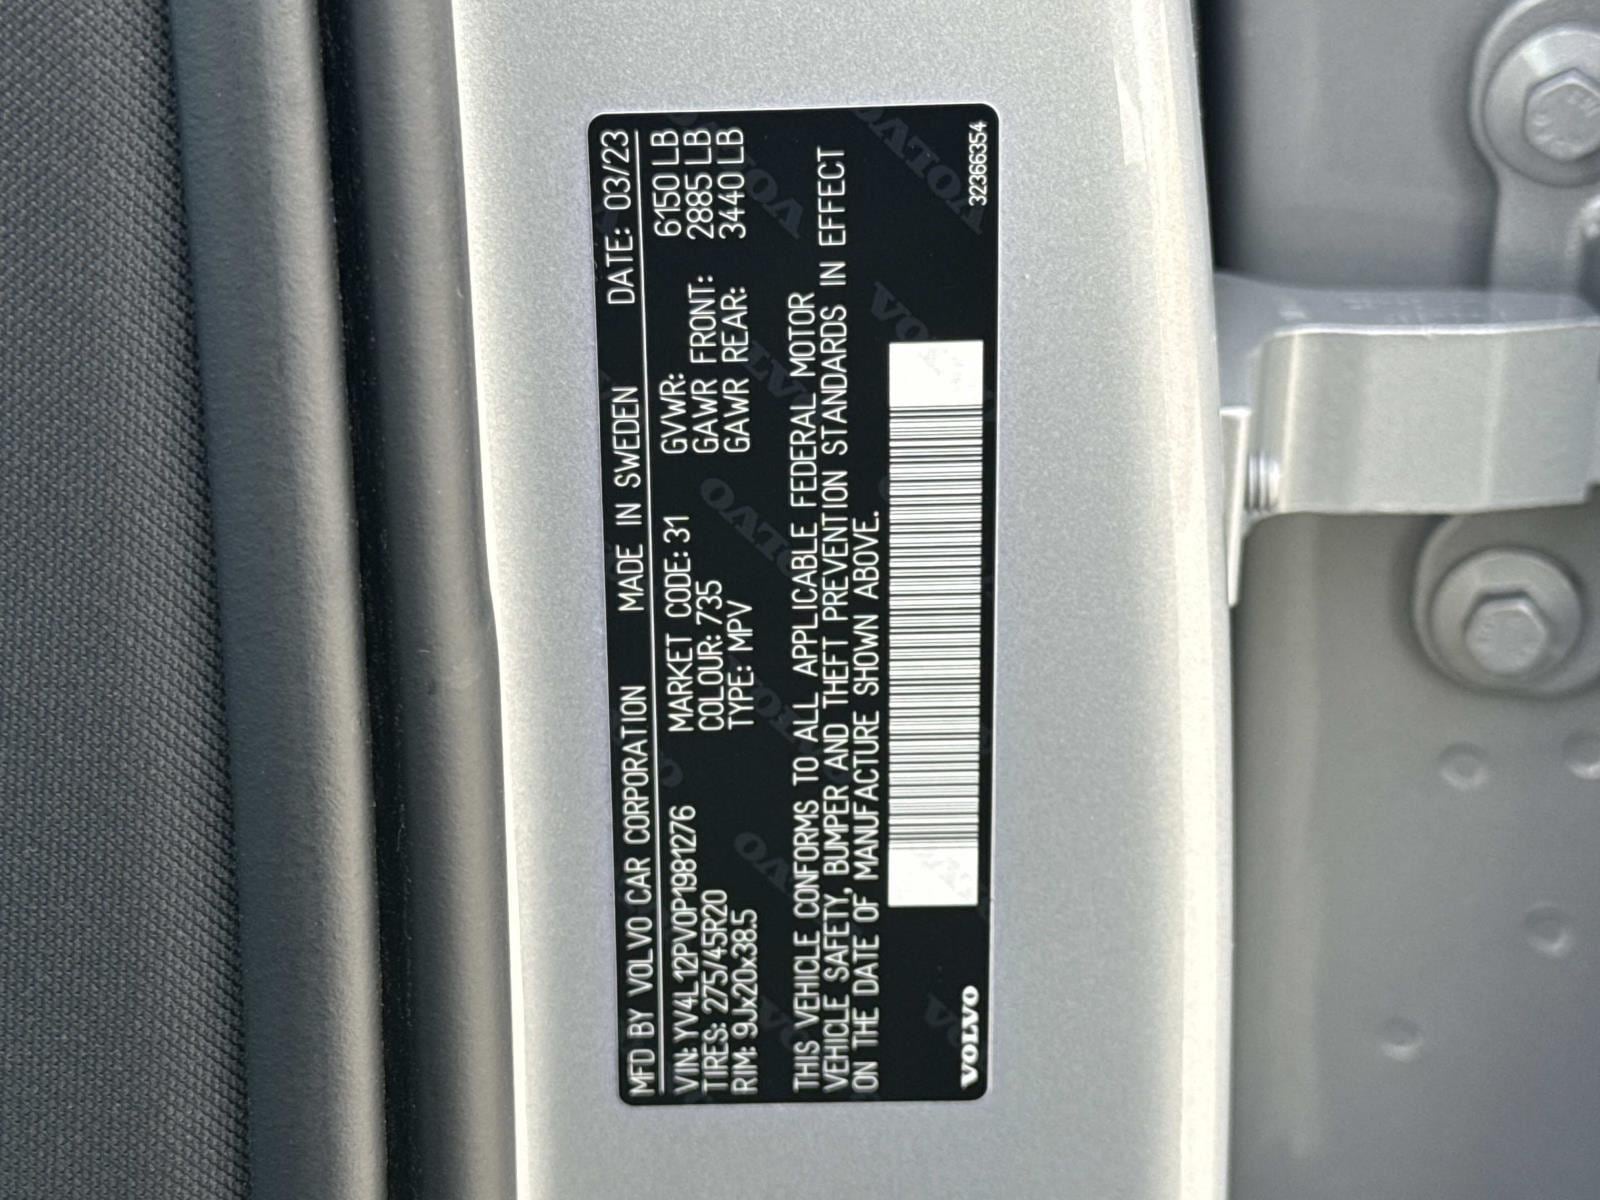 MFD BY VOLVO CAR CORPORATION MADE IN SWEDEN DATE: 03/23
VIN: YV4L12PV0P1981276 MARKET CODE: 31 GVWR: 6150 LB
TIRES: 275/45R20 COLOUR: 735 GAWR FRONT: 2885 LB
RIM: 9Jx20x38.5 TYPE: MPV GAWR REAR: 3440 LB
THIS VEHICLE CONFORMS TO ALL APPLICABLE FEDERAL MOTOR
VEHICLE SAFETY, BUMPER AND THEFT PREVENTION STANDARDS IN EFFECT
ON THE DATE OF MANUFACTURE SHOWN ABOVE.
VOLVO 32366354